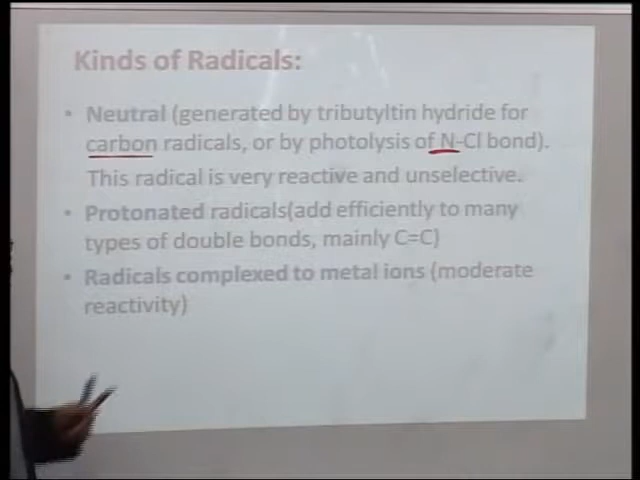 Kinds of Radicals:
• Neutral (generated by tributyltin hydride for
carbon radicals, or by photolysis of N-Cl bond).
This radical is very reactive and unselective.
• Protonated radicals(add efficiently to many
types of double bonds, mainly C=C)
• Radicals complexed to metal ions (moderate
reactivity)